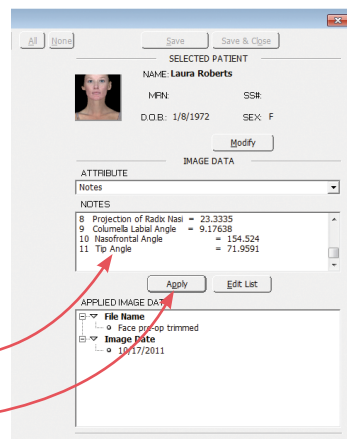 All None Save Save & Close
SELECTED PATIENT
NAME: Laura Roberts
MRN: SS#:
D.O.B.: 1/8/1972 SEX: F
Modify
IMAGE DATA
ATTRIBUTE
Notes
NOTES
8 Projection of Radix Nasi = 23.3335
9 Columella Labial Angle = 9.17638
10 Nasofrontal Angle = 154.524
11 Tip Angle = 71.9591
Apply Edit List
APPLIED IMAGE DATA
File Name
Face pre-op trimmed
Image Date
10/17/2011